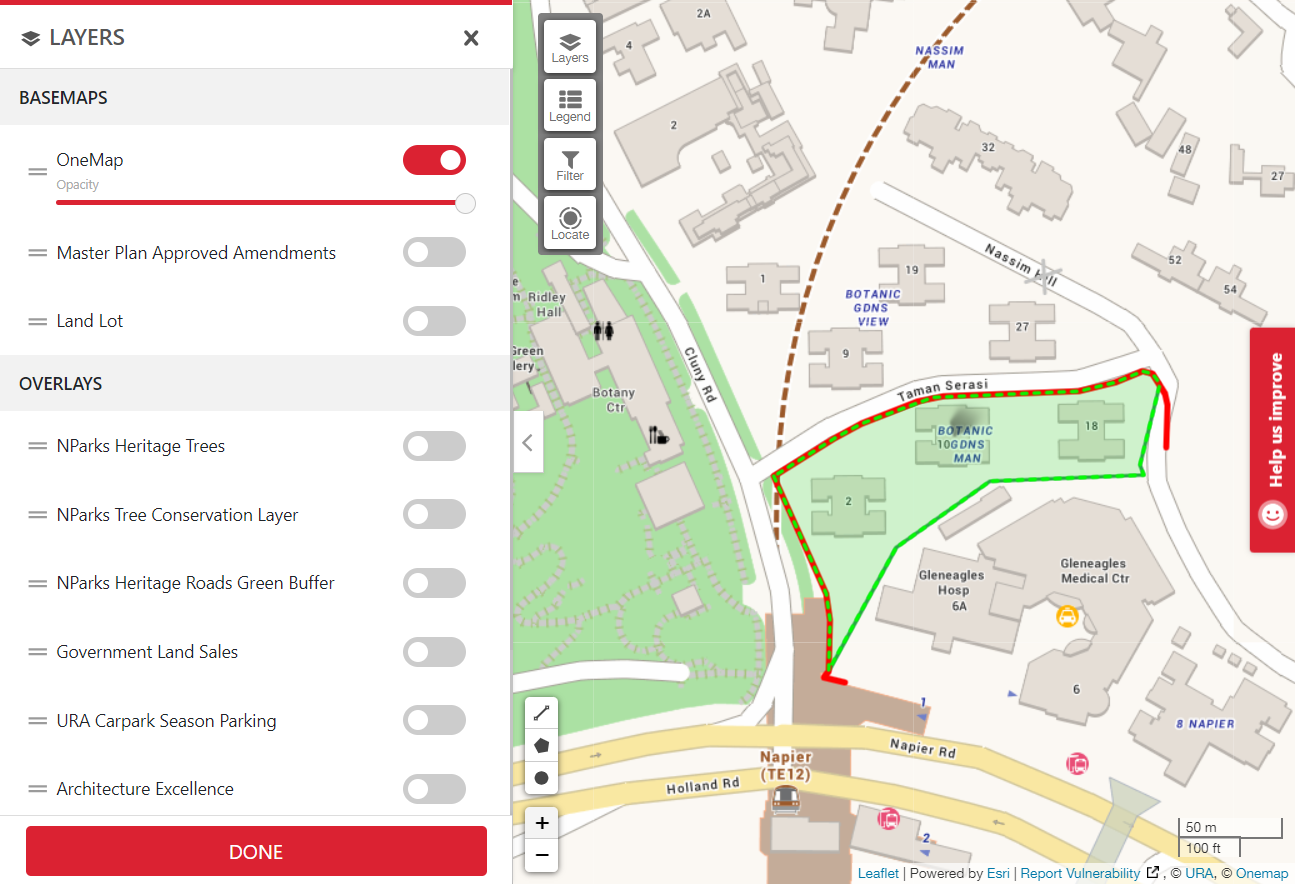 LAYERS
BASEMAPS
OneMap
Opacity
Master Plan Approved Amendments
Land Lot
OVERLAYS
NParks Heritage Trees
NParks Tree Conservation Layer
NParks Heritage Roads Green Buffer
Government Land Sales
URA Carpark Season Parking
Architecture Excellence
DONE
Layers
Legend
Filter
Locate
2A
4
2
NASSIM
MAN
32
48
27
52
54
Nassim Hill
1
19
BOTANIC
GDNS
VIEW
27
9
Ridley
Hall
Green
Botany
Ctr
Cluny Rd
Taman Serasi
BOTANIC
10GDNS
MAN
18
2
Gleneagles
Hosp
6A
Gleneagles
Medical Ctr
6
1
8 NAPIER
Napier Rd
Napier
(TE12)
Holland Rd
2
+
−
Help us improve
50 m
100 ft
Leaflet | Powered by Esri | Report Vulnerability , © URA, © Onemap